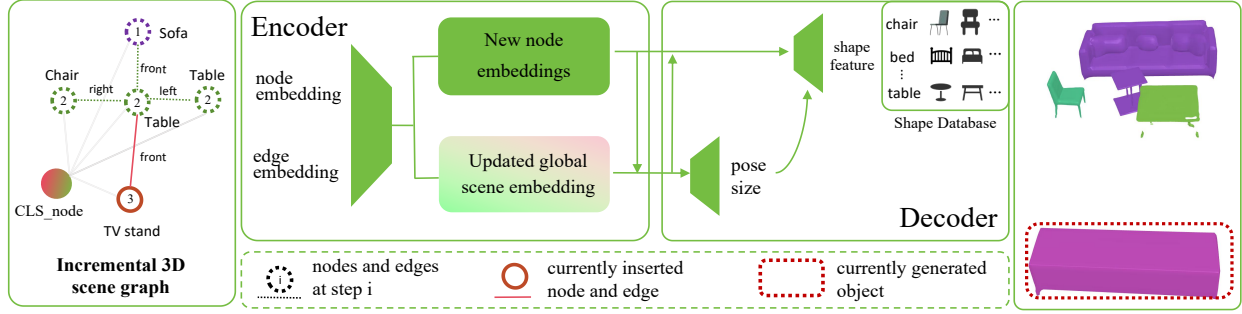 1
Sofa
front
Chair
Table
right
left
2
2
2
Table
front
CLS_node
3
TV stand
Incremental 3D
scene graph
Encoder
node
embedding
edge
embedding
New node
embeddings
Updated global
scene embedding
pose
size
shape
feature
Decoder
chair
...
bed
...
⋮
table
...
Shape Database
i
nodes and edges
at step i
currently inserted
node and edge
currently generated
object